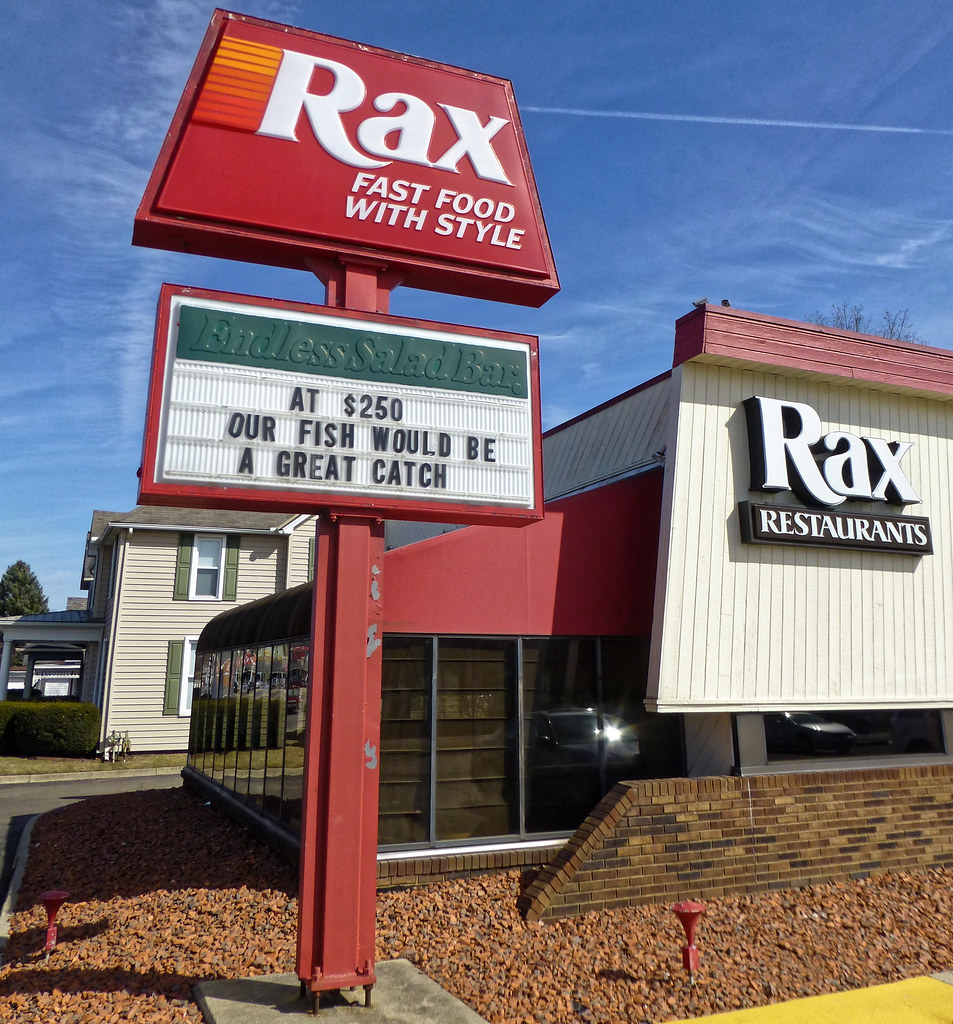 Rax
FAST FOOD
WITH STYLE
Endless Salad Bar.
AT $250
OUR FISH WOULD BE
A GREAT CATCH
Rax
RESTAURANTS